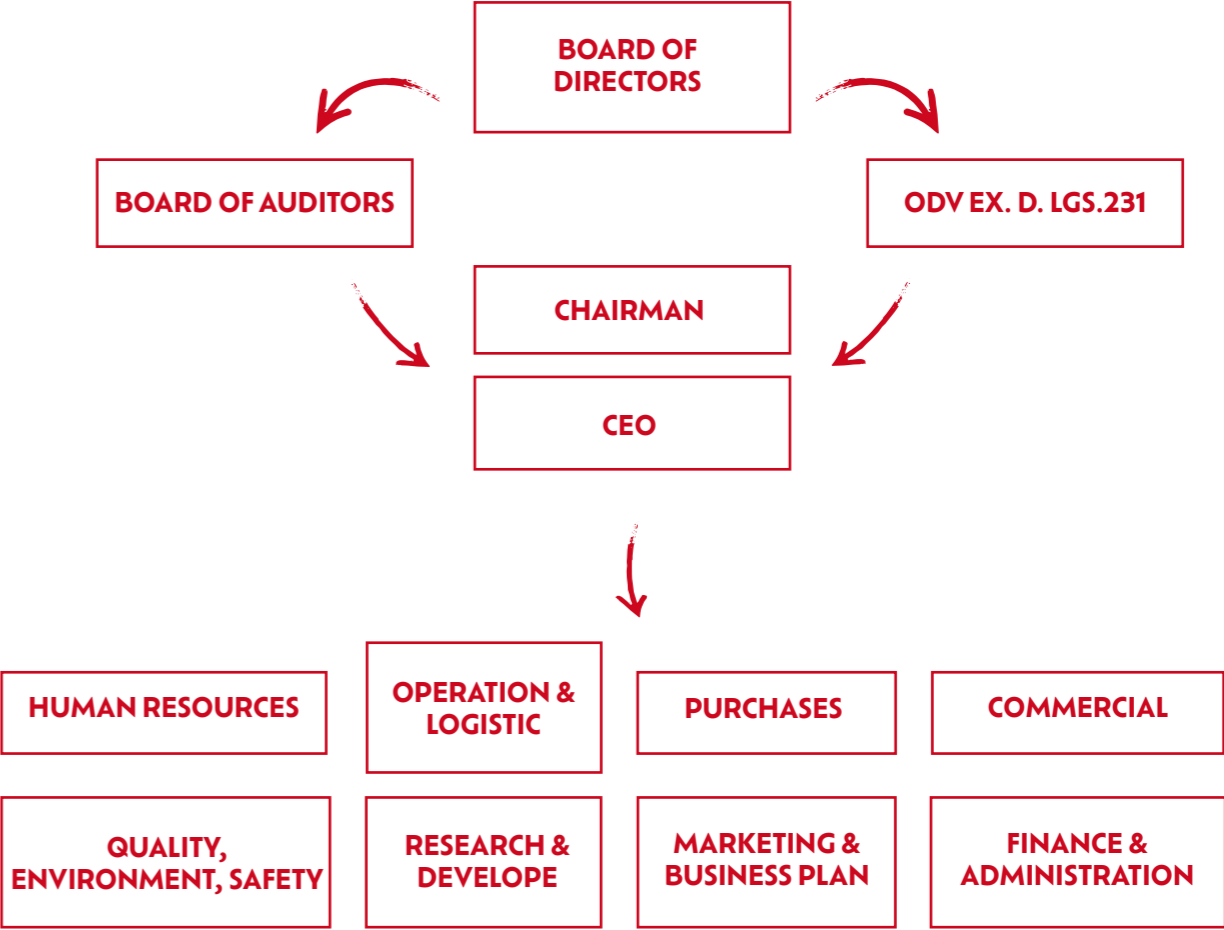 BOARD OF
DIRECTORS
BOARD OF AUDITORS
ODV EX. D. LGS.231
CHAIRMAN
CEO
HUMAN RESOURCES
OPERATION &
LOGISTIC
PURCHASES
COMMERCIAL
QUALITY,
ENVIRONMENT, SAFETY
RESEARCH &
DEVELOPE
MARKETING &
BUSINESS PLAN
FINANCE &
ADMINISTRATION